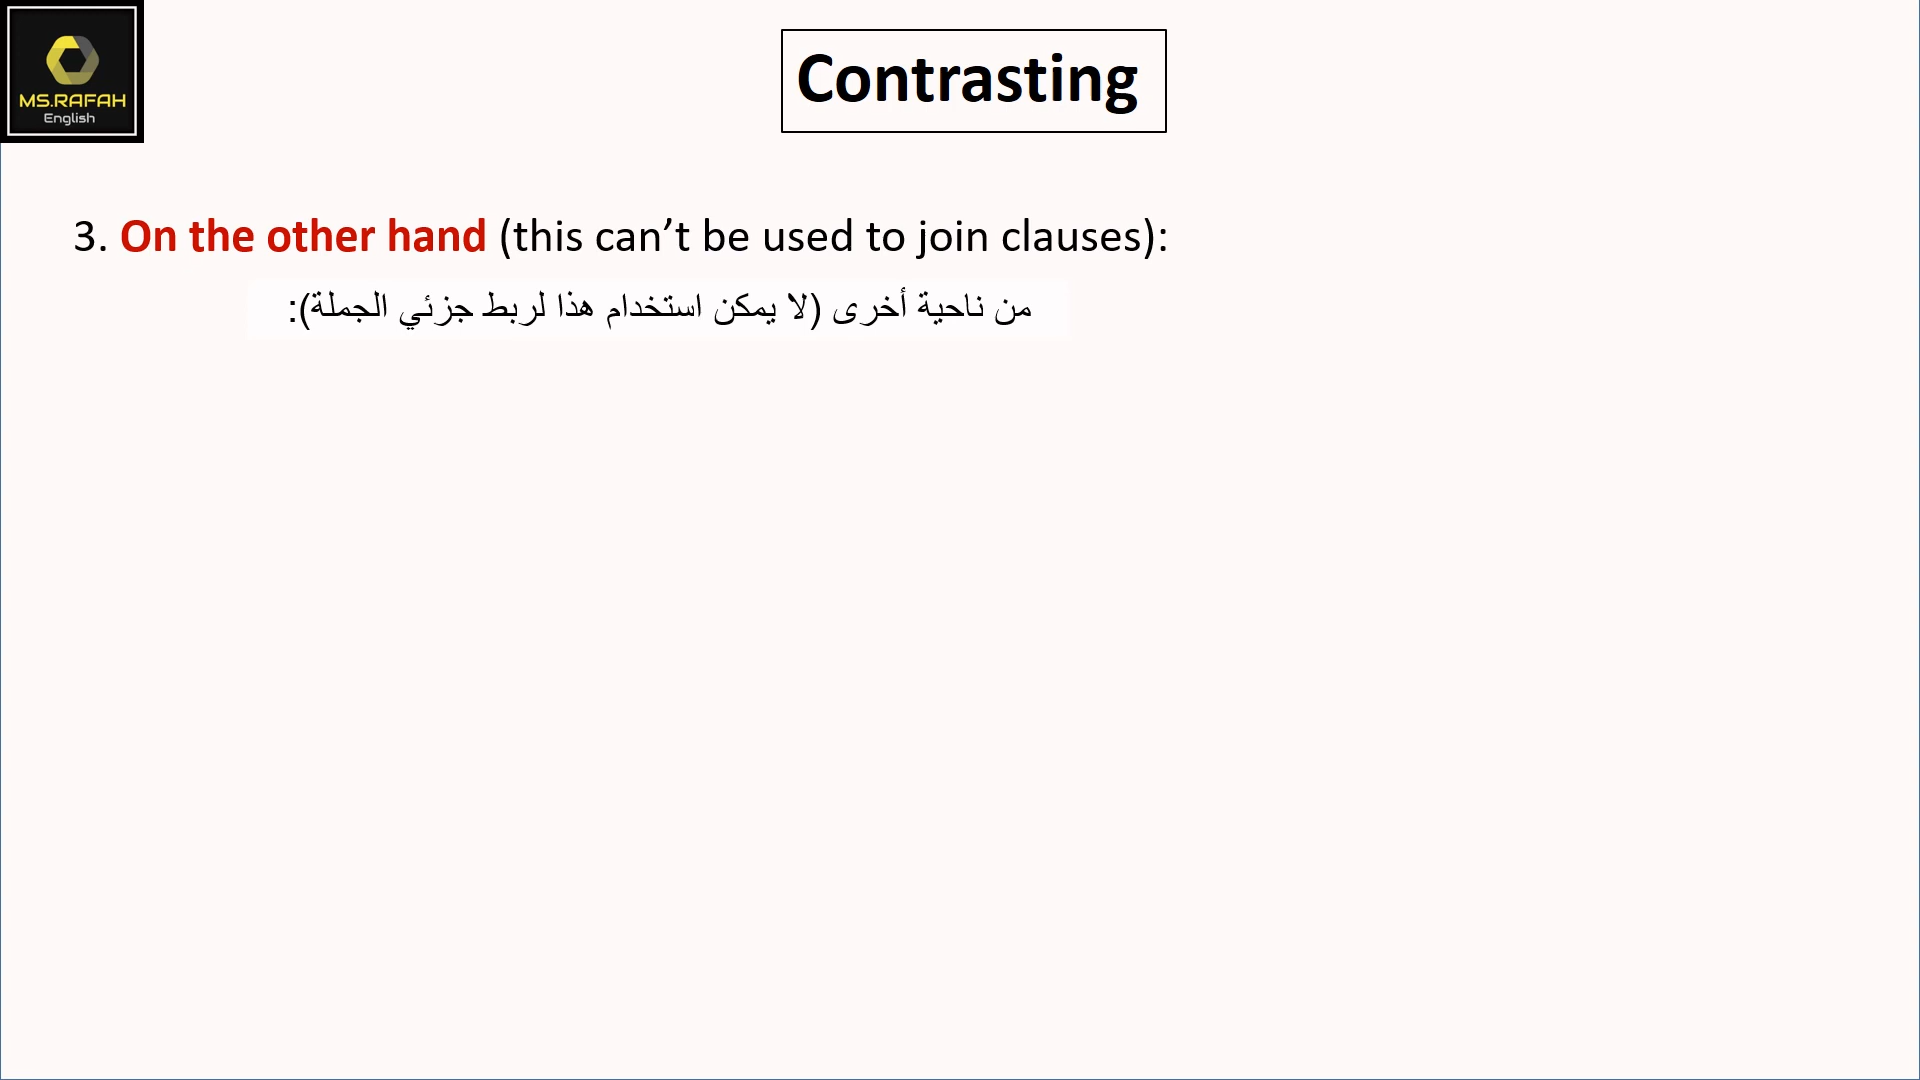 MS.RAFAH
English
Contrasting
3. On the other hand (this can’t be used to join clauses):
من ناحية أخرى (لا يمكن استخدام هذا لربط جزئي الجملة):